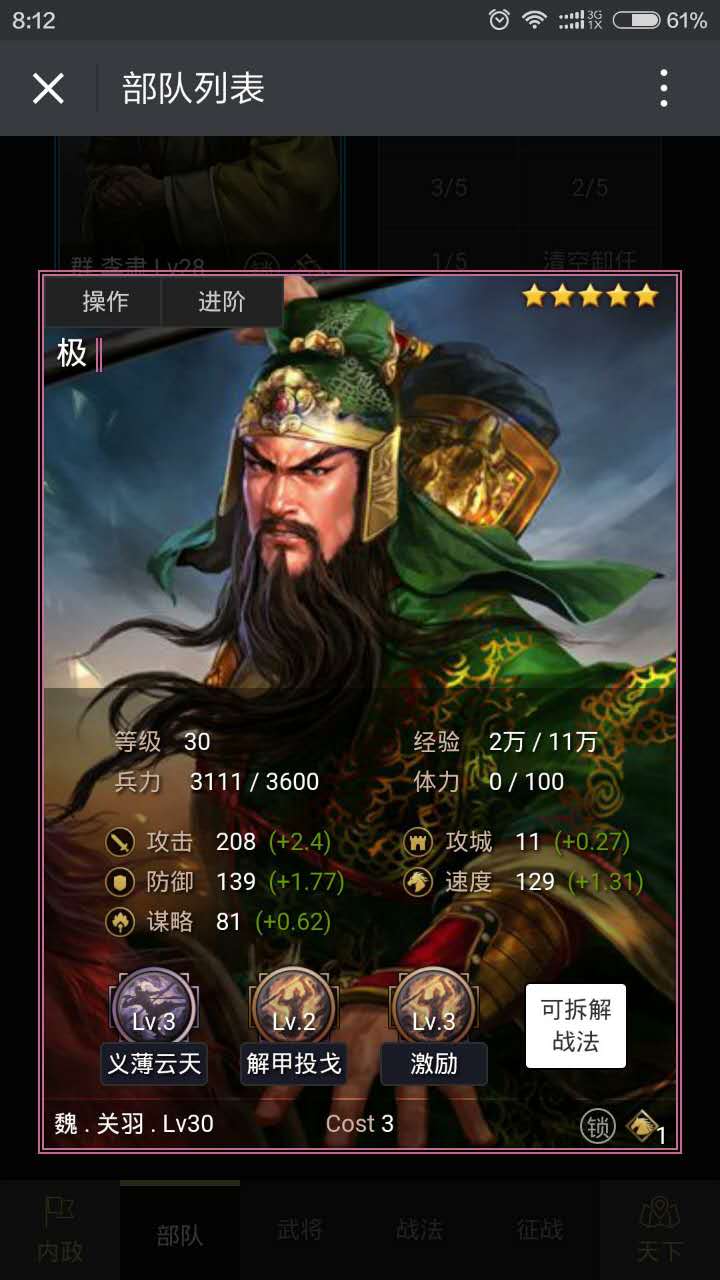 8:12
3G
1X
61%
部队列表
3/5
2/5
群 李肃 Lv28
1/5
清空卸任
操作
进阶
极
等级 30
经验 2万 / 11万
兵力 3111 / 3600
体力 0 / 100
攻击 208 (+2.4)
攻城 11 (+0.27)
防御 139 (+1.77)
速度 129 (+1.31)
谋略 81 (+0.62)
Lv.3
Lv.2
Lv.3
可拆解
战法
义薄云天
解甲投戈
激励
魏 . 关羽 . Lv30
Cost 3
锁
1
内政
部队
武将
战法
征战
天下